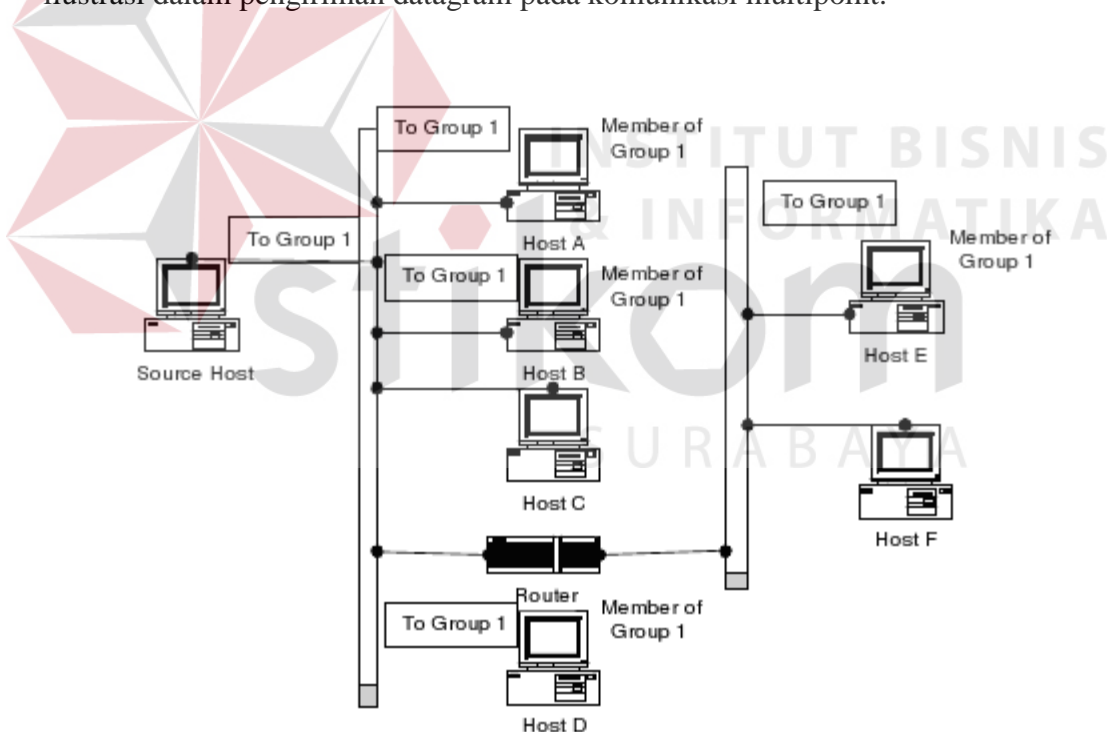 ilustrasi dalam pengiriman datagram pada komunikasi multipoint.
To Group 1
Member of
Group 1
Host A
To Group 1
Source Host
To Group 1
Member of
Group 1
Host B
Host C
Router
To Group 1
Member of
Group 1
Host D
To Group 1
Member of
Group 1
Host E
Host F
INSTITUT BISNIS
& INFORMATIKA
stikom
SURABAYA